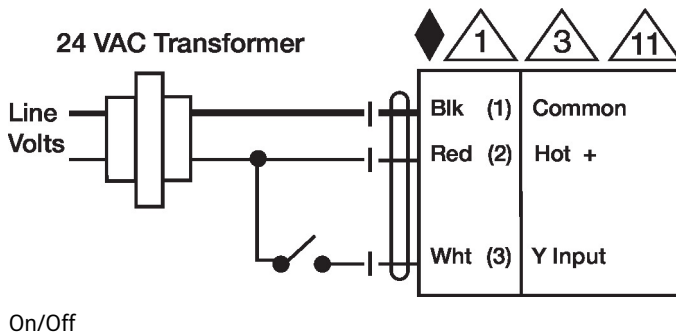 24 VAC Transformer
1 3 11
Line
Volts
Blk (1) Common
Red (2) Hot +
Wht (3) Y Input
On/Off